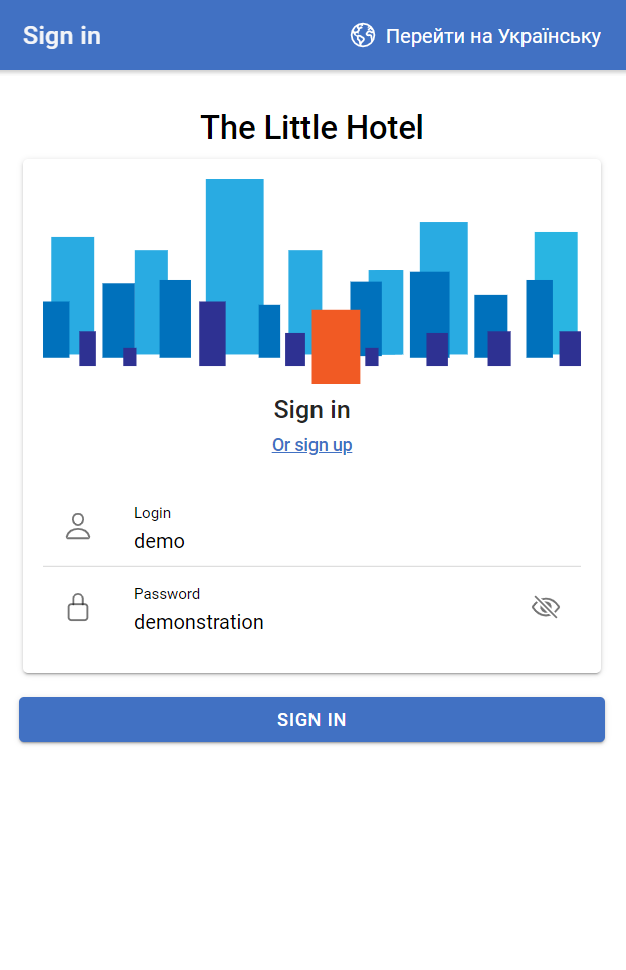 Sign in
Перейти на Українську
The Little Hotel
Sign in
Or sign up
Login
demo
Password
demonstration
SIGN IN